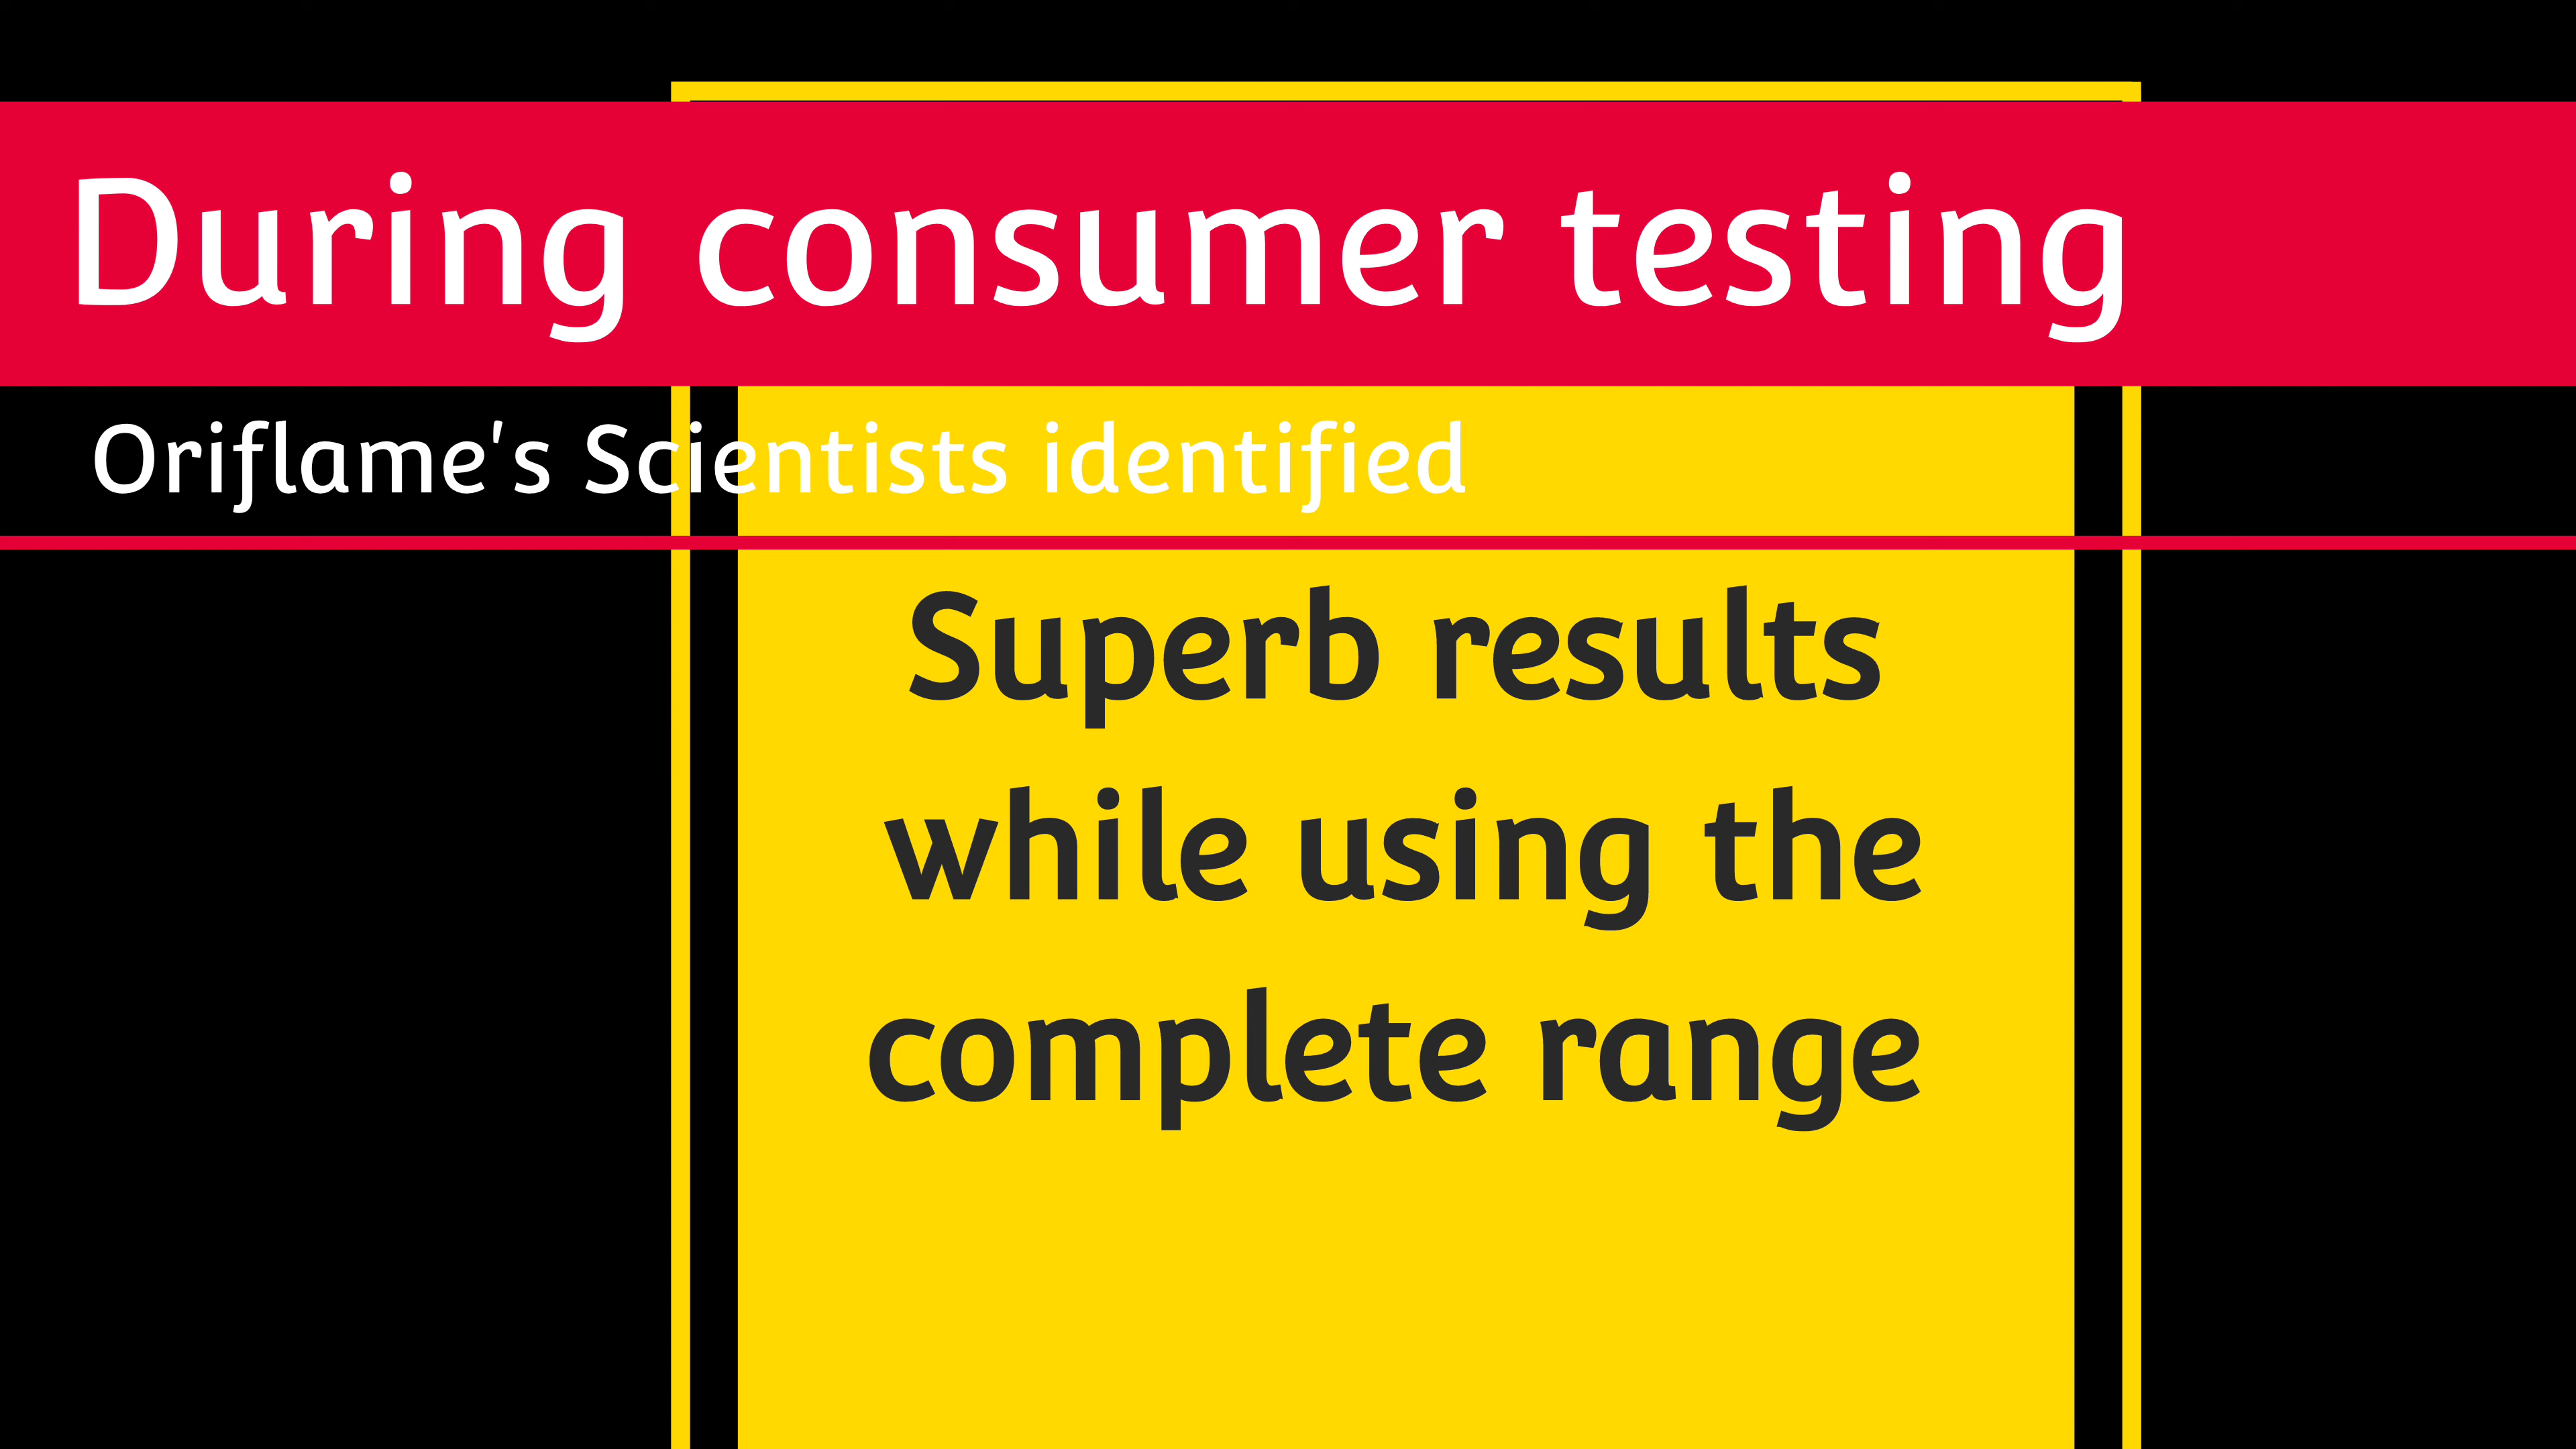 During consumer testing
Oriflame's Scientists identified
Superb results
while using the
complete range